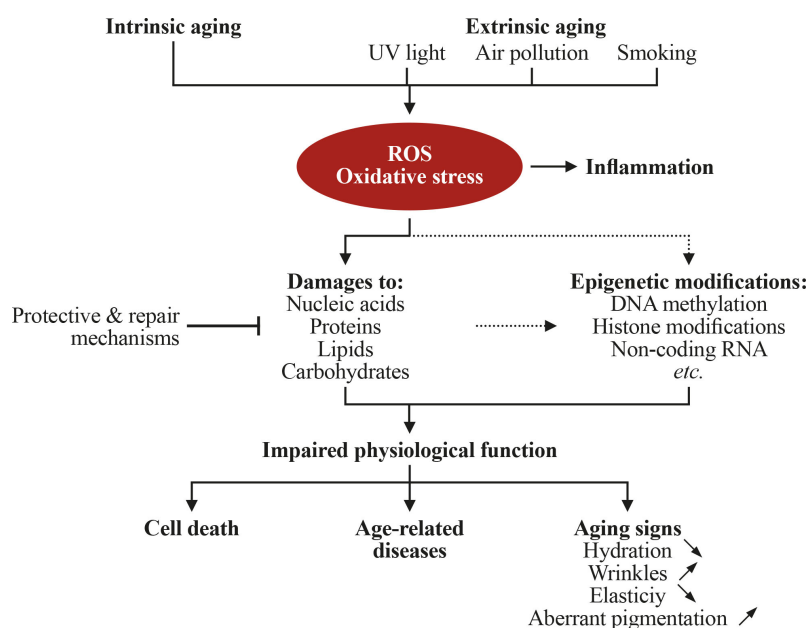 Intrinsic aging
Extrinsic aging
UV light
Air pollution
Smoking
ROS
Oxidative stress
Inflammation
Damages to:
Nucleic acids
Proteins
Lipids
Carbohydrates
Epigenetic modifications:
DNA methylation
Histone modifications
Non-coding RNA
etc.
Protective & repair
mechanisms
Impaired physiological function
Cell death
Age-related
diseases
Aging signs
Hydration
Wrinkles
Elasticiy
Aberrant pigmentation